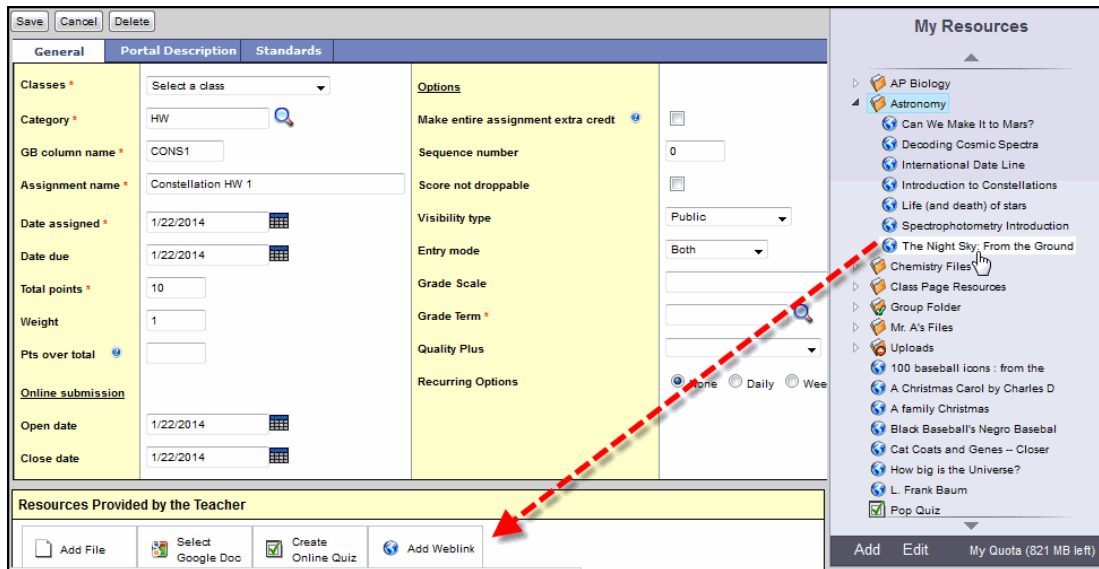 Save Cancel Delete
General Portal Description Standards
Classes * Select a class
Category * HW
GB column name * CONS1
Assignment name * Constellation HW 1
Date assigned * 1/22/2014
Date due 1/22/2014
Total points * 10
Weight 1
Pts over total
Online submission
Open date 1/22/2014
Close date 1/22/2014
Options
Make entire assignment extra credt
Sequence number 0
Score not droppable
Visibility type Public
Entry mode Both
Grade Scale
Grade Term *
Quality Plus
Recurring Options None Daily Wee
Resources Provided by the Teacher
Add File
Select
Google Doc
Create
Online Quiz
Add Weblink
My Resources
AP Biology
Astronomy
Can We Make It to Mars?
Decoding Cosmic Spectra
International Date Line
Introduction to Constellations
Life (and death) of stars
Spectrophotometry Introduction
The Night Sky: From the Ground
Chemistry Files
Class Page Resources
Group Folder
Mr. A's Files
Uploads
100 baseball icons : from the
A Christmas Carol by Charles D
A family Christmas
Black Baseball's Negro Basebal
Cat Coats and Genes -- Closer
How big is the Universe?
L. Frank Baum
Pop Quiz
Add Edit My Quota (821 MB left)